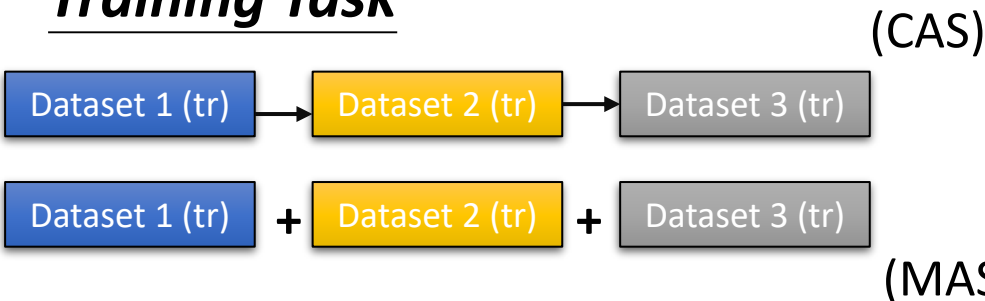 Training Task
(CAS)
Dataset 1 (tr) Dataset 2 (tr) Dataset 3 (tr)
Dataset 1 (tr) + Dataset 2 (tr) + Dataset 3 (tr)
(MAS